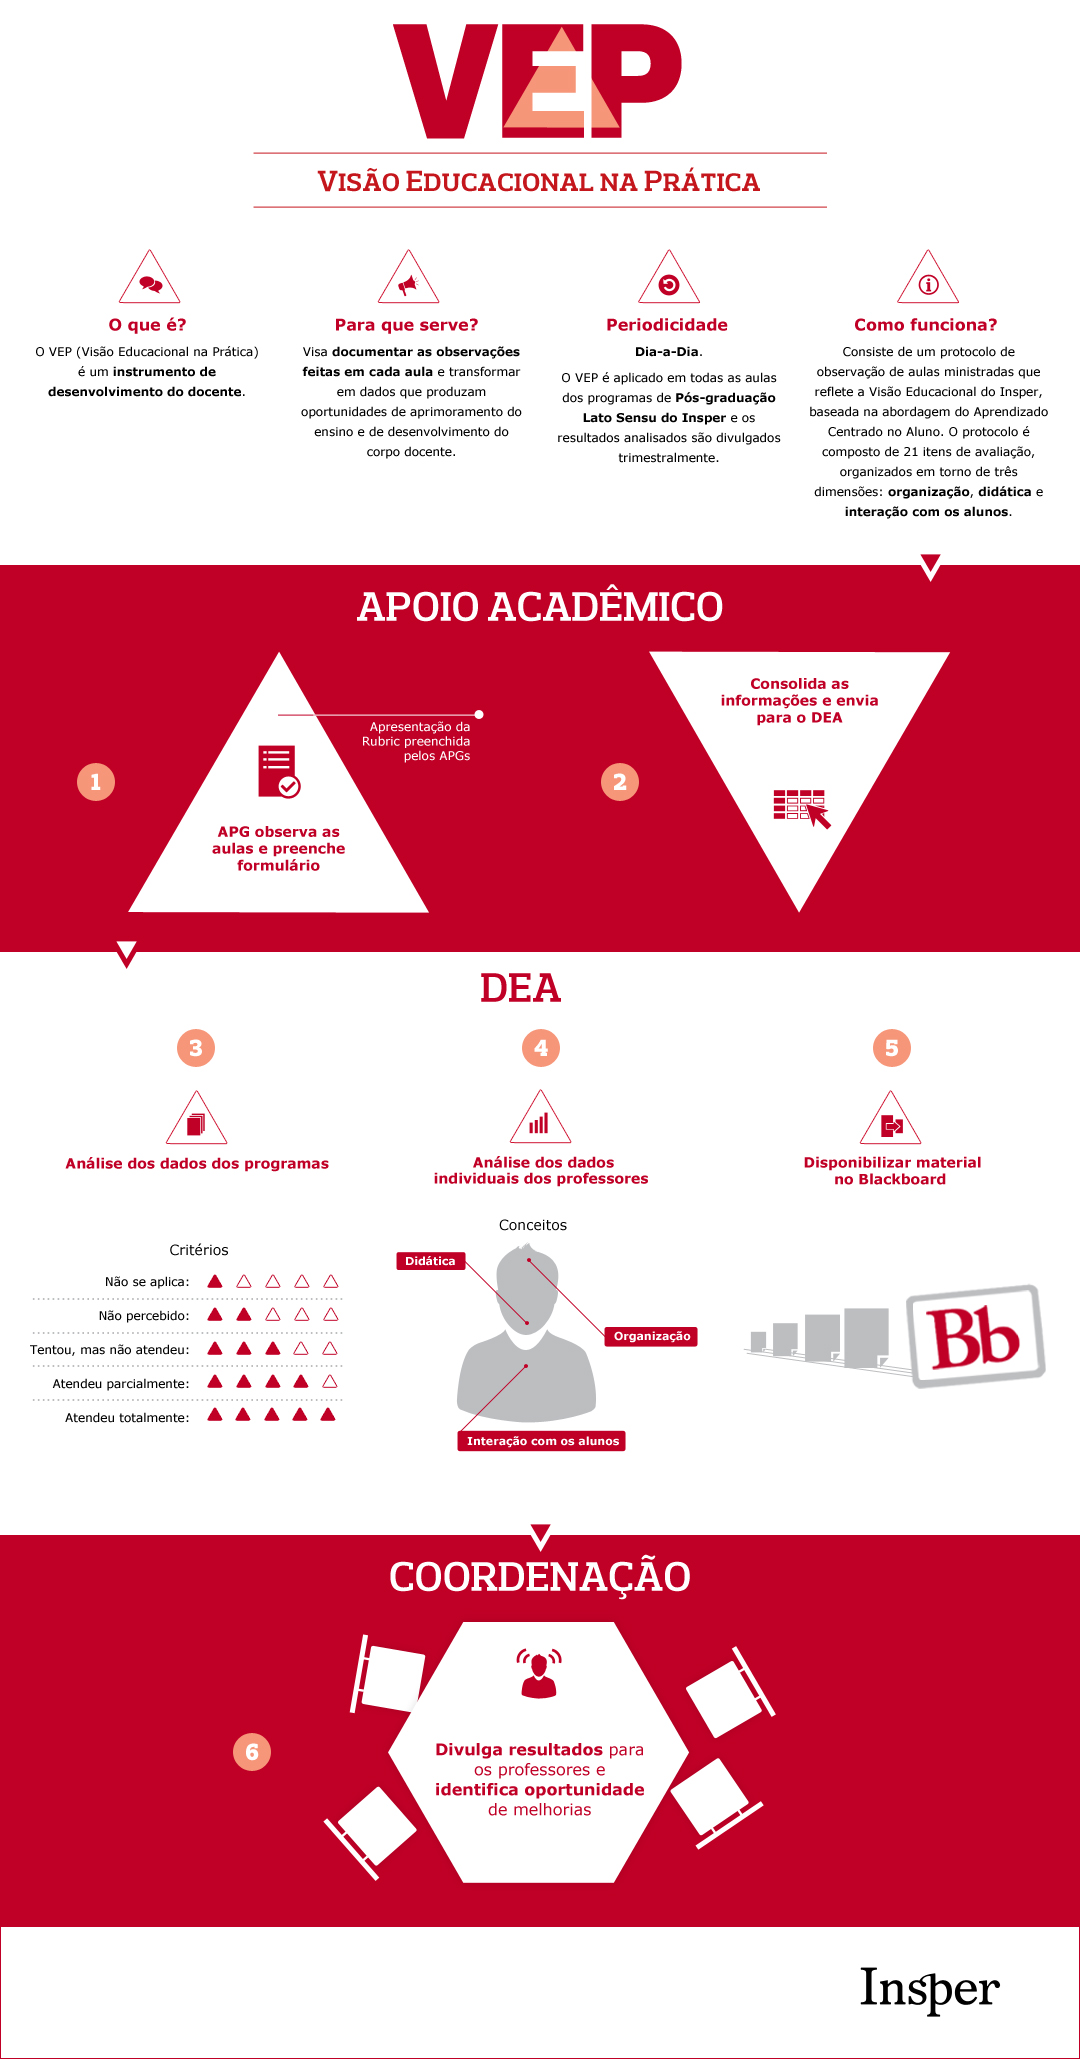 VEP
VISÃO EDUCACIONAL NA PRÁTICA
O que é?
O VEP (Visão Educacional na Prática)
é um instrumento de
desenvolvimento do docente.
Para que serve?
Visa documentar as observações
feitas em cada aula e transformar
em dados que produzam
oportunidades de aprimoramento do
ensino e de desenvolvimento do
corpo docente.
Periodicidade
Dia-a-Dia.
O VEP é aplicado em todas as aulas
dos programas de Pós-graduação
Lato Sensu do Insper e os
resultados analisados são divulgados
trimestralmente.
Como funciona?
Consiste de um protocolo de
observação de aulas ministradas que
reflete a Visão Educacional do Insper,
baseada na abordagem do Aprendizado
Centrado no Aluno. O protocolo é
composto de 21 itens de avaliação,
organizados em torno de três
dimensões: organização, didática e
interação com os alunos.
APOIO ACADÊMICO
1
Apresentação da
Rubric preenchida
pelos APGs
APG observa as
aulas e preenche
formulário
2
Consolida as
informações e envia
para o DEA
DEA
3
Análise dos dados dos programas
Critérios
Não se aplica:
Não percebido:
Tentou, mas não atendeu:
Atendeu parcialmente:
Atendeu totalmente:
4
Análise dos dados
individuais dos professores
Conceitos
Didática
Organização
Interação com os alunos
5
Disponibilizar material
no Blackboard
Bb
COORDENAÇÃO
6
Divulga resultados para
os professores e
identifica oportunidade
de melhorias
Insper